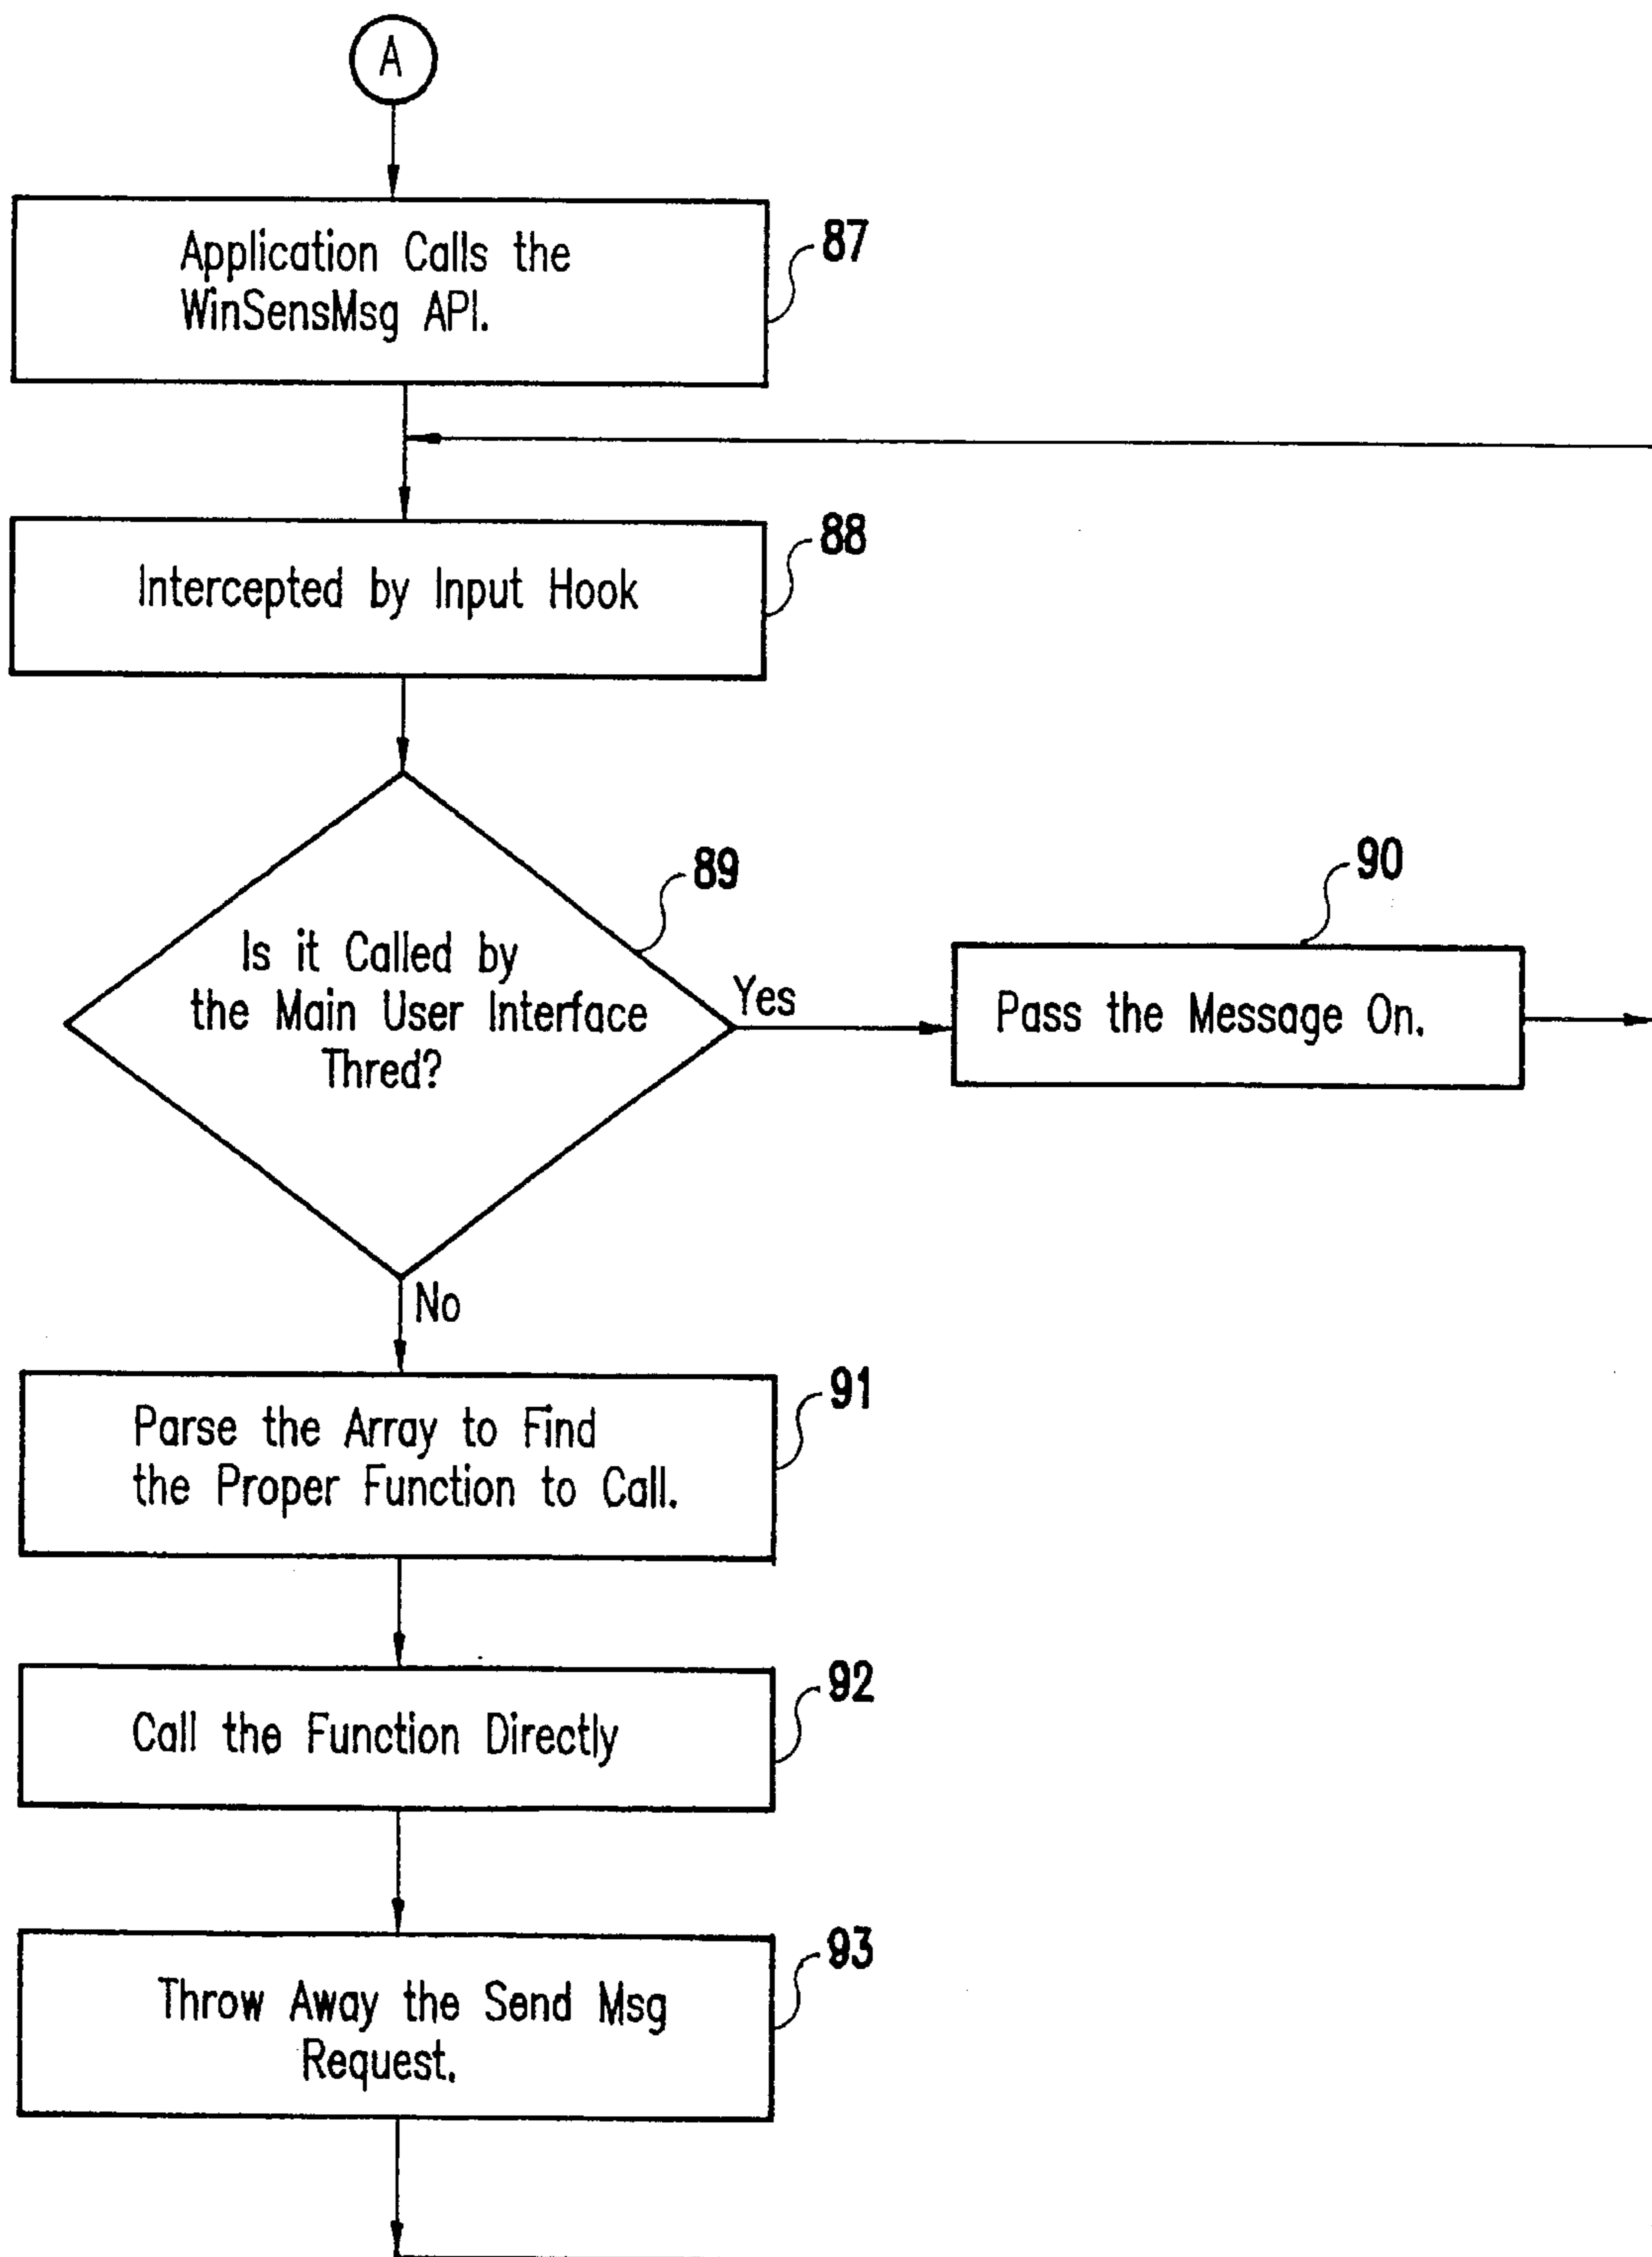 A
Application Calls the
WinSensMsg API.
87
Intercepted by Input Hook
88
Is it Called by
the Main User Interface
Thred?
89
Yes
90
Pass the Message On.
No
Parse the Array to Find
the Proper Function to Call.
91
Call the Function Directly
92
Throw Away the Send Msg
Request.
93